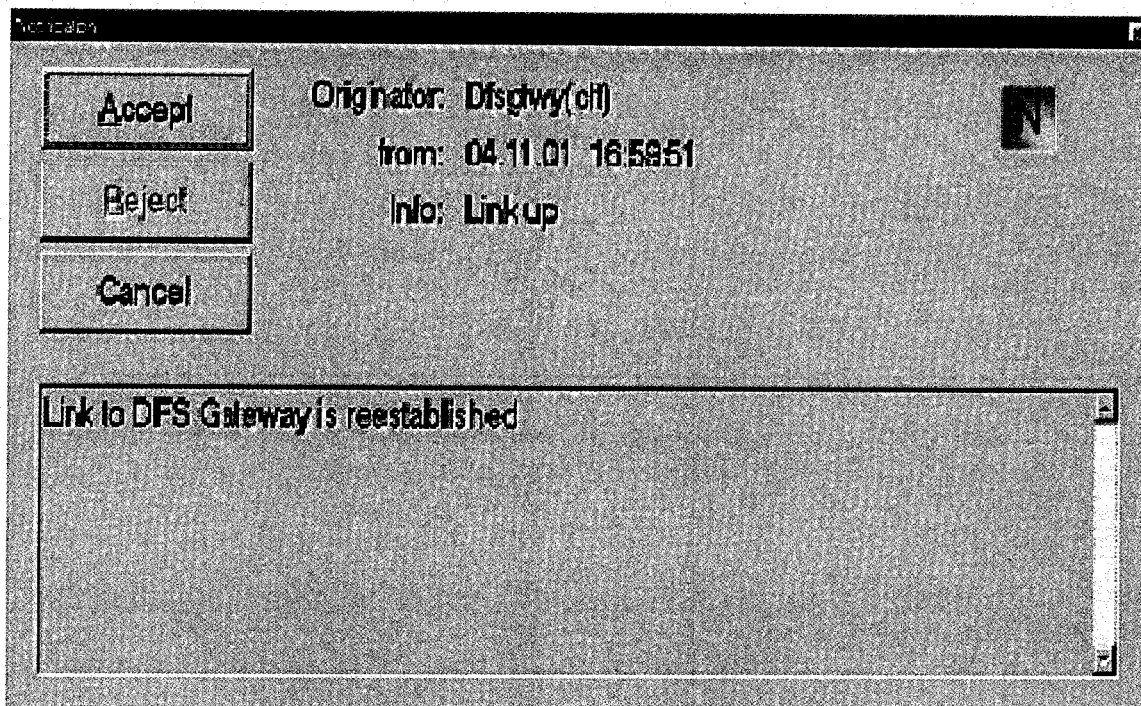 Accept
Reject
Cancel
Originator: Dfsgtwy(clt)
from: 04.11.01 16:59:51
Info: Link up
N
Link to DFS Gateway is reestablished